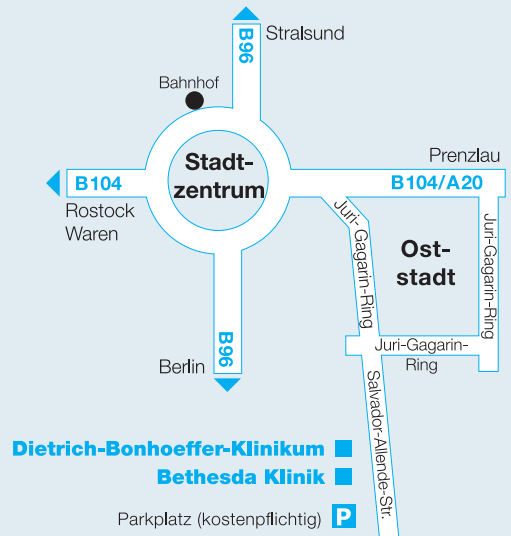 Stralsund
B96
Bahnhof
Stadt-
zentrum
Prenzlau
B104
B104/A20
Rostock
Waren
Juri-Gagarin-Ring
Ost-
stadt
Juri-Gagarin-Ring
B96
Juri-Gagarin-
Ring
Berlin
Salvador-Allende-Str.
Dietrich-Bonhoeffer-Klinikum
Bethesda Klinik
Parkplatz (kostenpflichtig) P